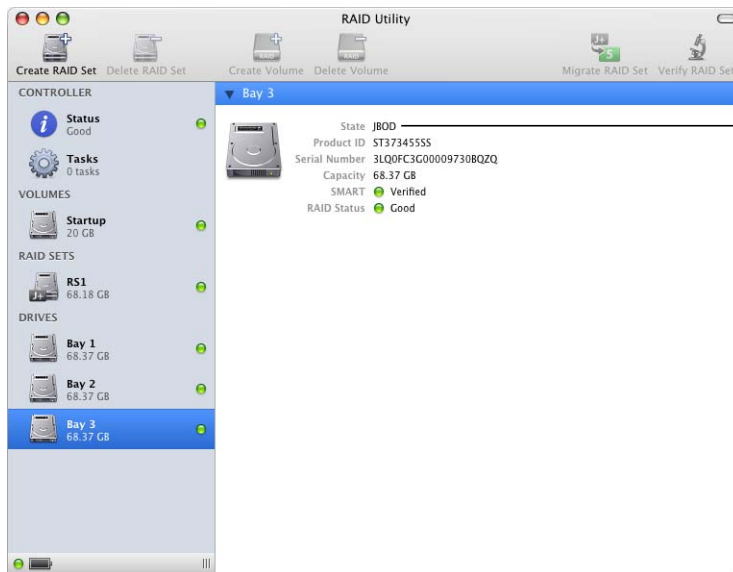 RAID Utility
Create RAID Set Delete RAID Set Create Volume Delete Volume Migrate RAID Set Verify RAID Set
CONTROLLER
Status
Good
Tasks
0 tasks
VOLUMES
Startup
20 GB
RAID SETS
RS1
68.18 GB
DRIVES
Bay 1
68.37 GB
Bay 2
68.37 GB
Bay 3
68.37 GB
Bay 3
State JBOD
Product ID ST373455SS
Serial Number 3LQ0FC3G00009730BQZQ
Capacity 68.37 GB
SMART Verified
RAID Status Good